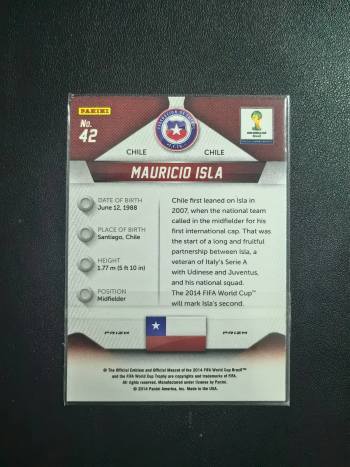 PANINI
No.
42
CHILE
CHILE
MAURICIO ISLA
DATE OF BIRTH
June 12, 1988
PLACE OF BIRTH
Santiago, Chile
HEIGHT
1.77 m (5 ft 10 in)
POSITION
Midfielder
Chile first leaned on Isla in
2007, when the national team
called in the midfielder for his
first international cap. That was
the start of a long and fruitful
partnership between Isla, a
veteran of Italy's Serie A
with Udinese and Juventus,
and his national squad.
The 2014 FIFA World Cup™
will mark Isla's second.
PRIZM
PRIZM
© The Official Emblem and Official Mascot of the 2014 FIFA World Cup Brazil™
and the FIFA World Cup Trophy are copyrights and trademarks of FIFA.
All rights reserved. Manufactured under license by Panini.
© 2014 Panini America, Inc. Made in the USA.